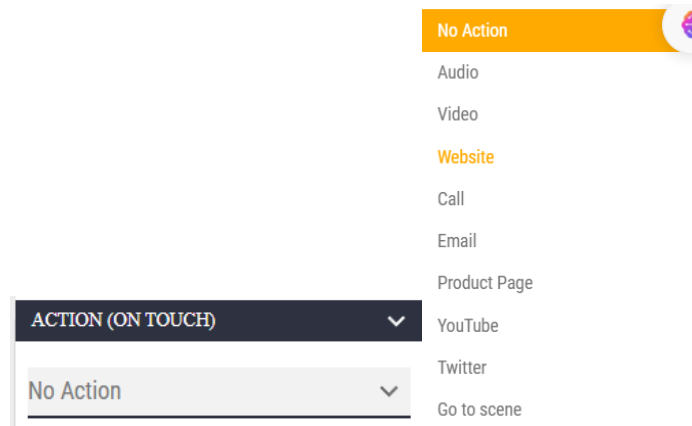 No Action
Audio
Video
Website
Call
Email
Product Page
YouTube
Twitter
Go to scene
ACTION (ON TOUCH)
No Action